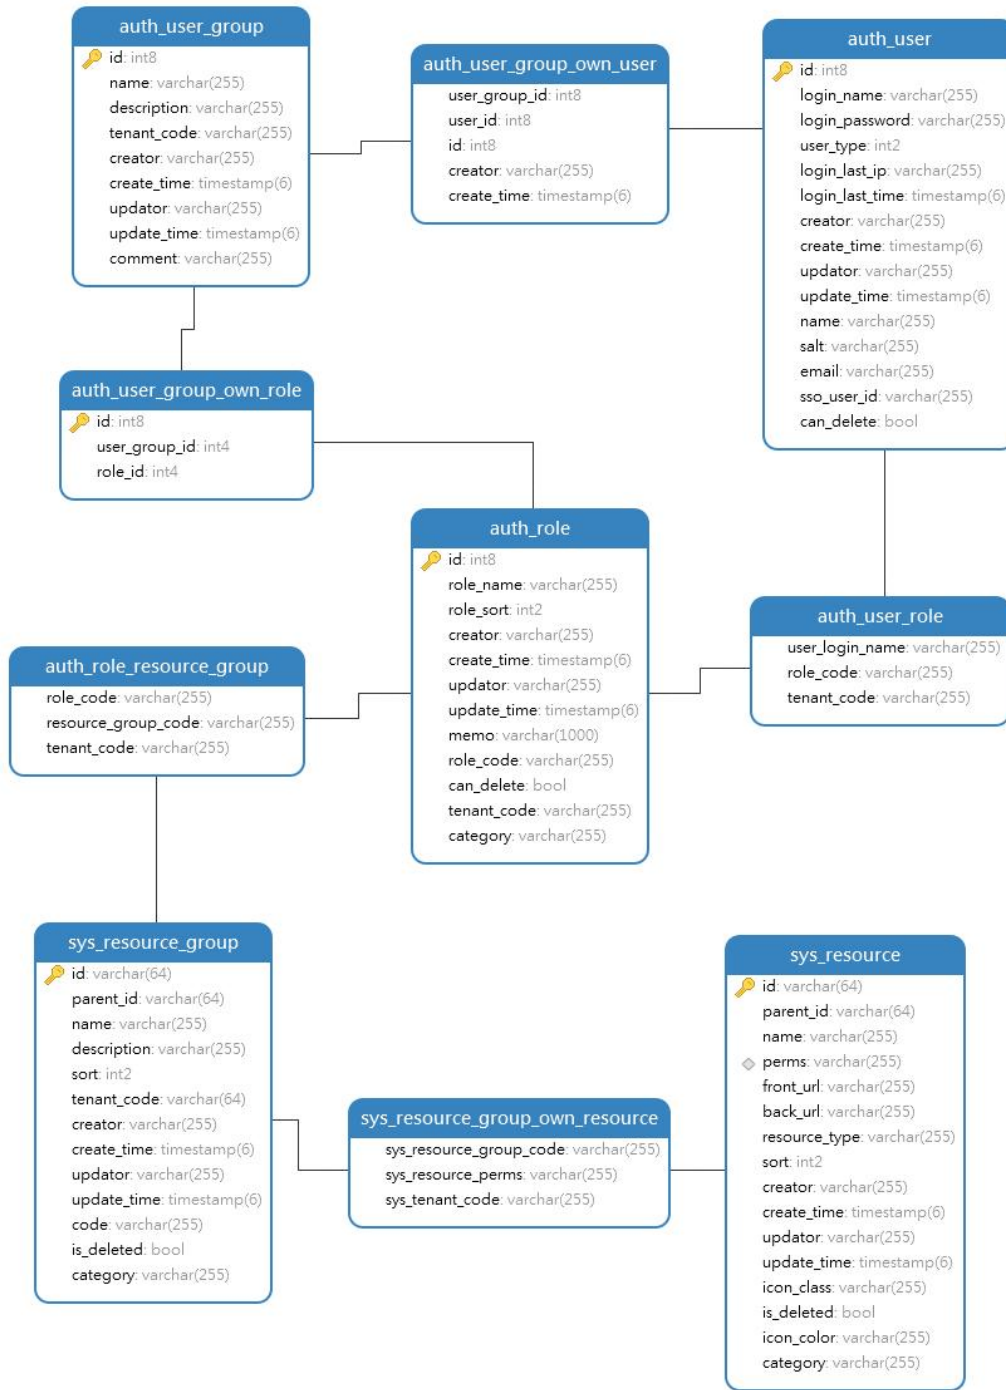 auth_user_group
id: int8
name: varchar(255)
description: varchar(255)
tenant_code: varchar(255)
creator: varchar(255)
create_time: timestamp(6)
updator: varchar(255)
update_time: timestamp(6)
comment: varchar(255)
auth_user_group_own_user
user_group_id: int8
user_id: int8
id: int8
creator: varchar(255)
create_time: timestamp(6)
auth_user
id: int8
login_name: varchar(255)
login_password: varchar(255)
user_type: int2
login_last_ip: varchar(255)
login_last_time: timestamp(6)
creator: varchar(255)
create_time: timestamp(6)
updator: varchar(255)
update_time: timestamp(6)
name: varchar(255)
salt: varchar(255)
email: varchar(255)
sso_user_id: varchar(255)
can_delete: bool
auth_user_group_own_role
id: int8
user_group_id: int4
role_id: int4
auth_role
id: int8
role_name: varchar(255)
role_sort: int2
creator: varchar(255)
create_time: timestamp(6)
updator: varchar(255)
update_time: timestamp(6)
memo: varchar(1000)
role_code: varchar(255)
can_delete: bool
tenant_code: varchar(255)
category: varchar(255)
auth_user_role
user_login_name: varchar(255)
role_code: varchar(255)
tenant_code: varchar(255)
auth_role_resource_group
role_code: varchar(255)
resource_group_code: varchar(255)
tenant_code: varchar(255)
sys_resource_group
id: varchar(64)
parent_id: varchar(64)
name: varchar(255)
description: varchar(255)
sort: int2
tenant_code: varchar(64)
creator: varchar(255)
create_time: timestamp(6)
updator: varchar(255)
update_time: timestamp(6)
code: varchar(255)
is_deleted: bool
category: varchar(255)
sys_resource_group_own_resource
sys_resource_group_code: varchar(255)
sys_resource_perms: varchar(255)
sys_tenant_code: varchar(255)
sys_resource
id: varchar(64)
parent_id: varchar(64)
name: varchar(255)
perms: varchar(255)
front_url: varchar(255)
back_url: varchar(255)
resource_type: varchar(255)
sort: int2
creator: varchar(255)
create_time: timestamp(6)
updator: varchar(255)
update_time: timestamp(6)
icon_class: varchar(255)
is_deleted: bool
icon_color: varchar(255)
category: varchar(255)